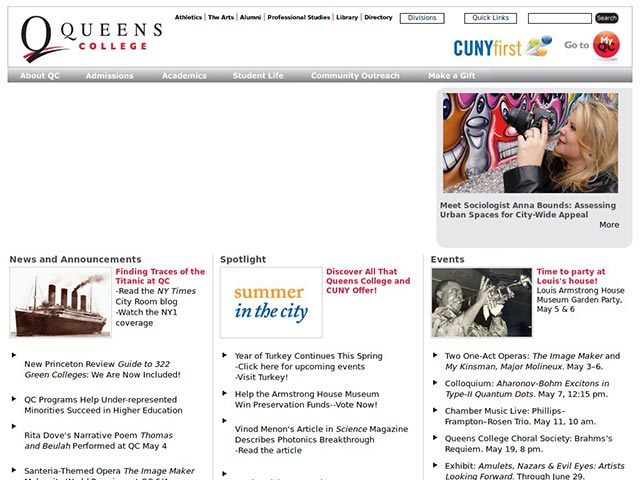 QUEENS
COLLEGE
Athletics | The Arts | Alumni | Professional Studies | Library | Directory
Divisions
Quick Links
Search
CUNYfirst
Go to
My QC
About QC
Admissions
Academics
Student Life
Community Outreach
Make a Gift
Meet Sociologist Anna Bounds: Assessing
Urban Spaces for City-Wide Appeal
More
News and Announcements
Finding Traces of the
Titanic at QC
-Read the NY Times
City Room blog
-Watch the NY1
coverage
New Princeton Review Guide to 322
Green Colleges: We Are Now Included!
QC Programs Help Under-represented
Minorities Succeed in Higher Education
Rita Dove's Narrative Poem Thomas
and Beulah Performed at QC May 4
Santeria-Themed Opera The Image Maker
Spotlight
summer
in the city
Discover All That
Queens College and
CUNY Offer!
Year of Turkey Continues This Spring
-Click here for upcoming events
-Visit Turkey!
Help the Armstrong House Museum
Win Preservation Funds--Vote Now!
Vinod Menon's Article in Science Magazine
Describes Photonics Breakthrough
-Read the article
Events
Time to party at
Louis's house!
Louis Armstrong House
Museum Garden Party,
May 5 & 6
Two One-Act Operas: The Image Maker and
My Kinsman, Major Molineux. May 3–6.
Colloquium: Aharonov-Bohm Excitons in
Type-II Quantum Dots. May 7, 12:15 pm.
Chamber Music Live: Phillips–
Frampton–Rosen Trio. May 11, 10 am.
Queens College Choral Society: Brahms's
Requiem. May 19, 8 pm.
Exhibit: Amulets, Nazars & Evil Eyes: Artists
Looking Forward. Through June 29.